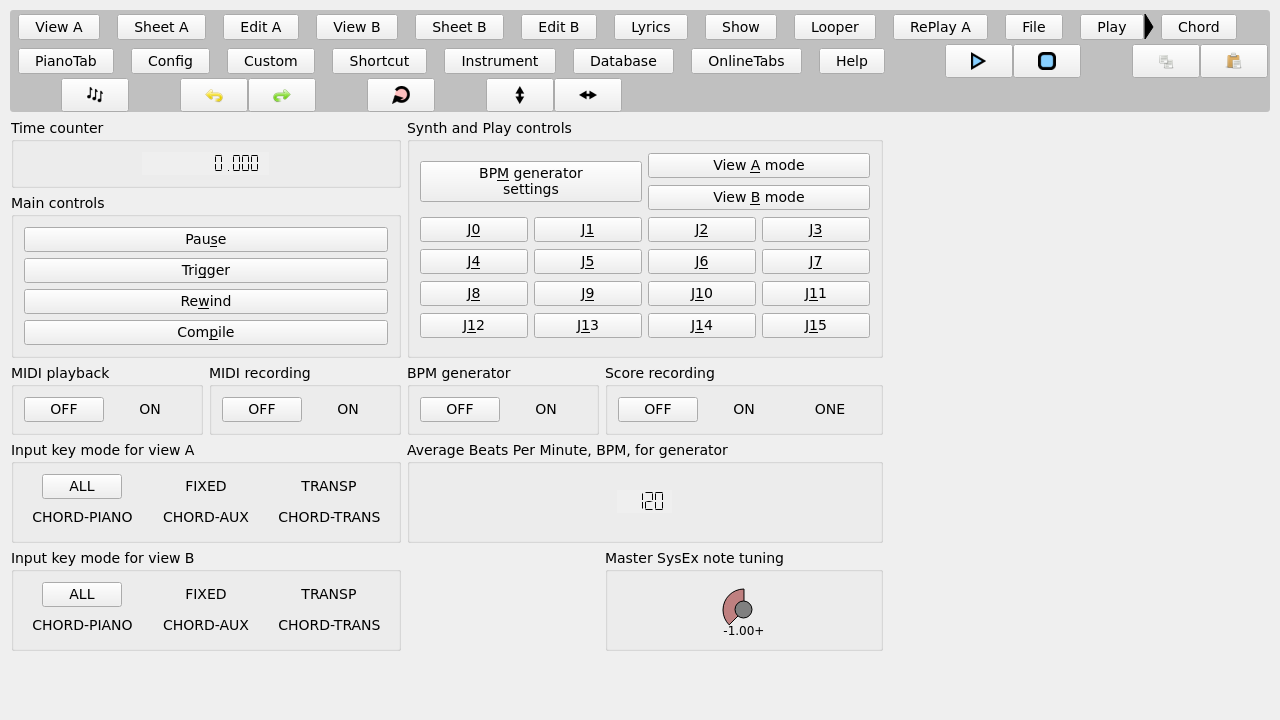 View A Sheet A Edit A View B Sheet B Edit B Lyrics Show Looper RePlay A File Play Chord
PianoTab Config Custom Shortcut Instrument Database OnlineTabs Help
Time counter
0.000
Main controls
Pause
Trigger
Rewind
Compile
Synth and Play controls
BPM generator
settings
View A mode
View B mode
J0 J1 J2 J3
J4 J5 J6 J7
J8 J9 J10 J11
J12 J13 J14 J15
MIDI playback
OFF ON
MIDI recording
OFF ON
BPM generator
OFF ON
Score recording
OFF ON ONE
Input key mode for view A
ALL FIXED TRANSP
CHORD-PIANO CHORD-AUX CHORD-TRANS
Average Beats Per Minute, BPM, for generator
120
Input key mode for view B
ALL FIXED TRANSP
CHORD-PIANO CHORD-AUX CHORD-TRANS
Master SysEx note tuning
-1.00+